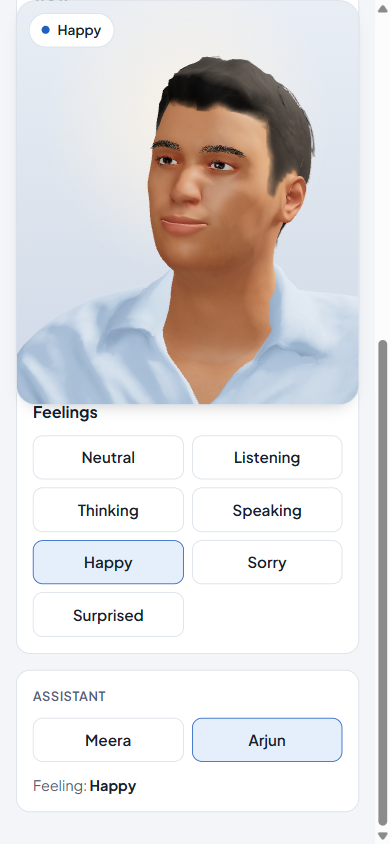 Happy
Feelings
Neutral
Listening
Thinking
Speaking
Happy
Sorry
Surprised
ASSISTANT
Meera
Arjun
Feeling: Happy